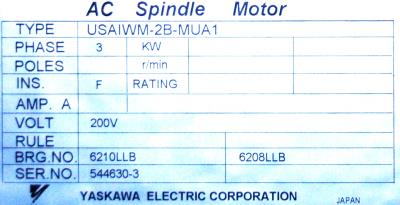 AC Spindle Motor
TYPE USAIWM-2B-MUA1
PHASE 3 KW
POLES r/min
INS. F RATING
AMP. A
VOLT 200V
RULE
BRG.NO. 6210LLB 6208LLB
SER.NO. 544630-3
YASKAWA ELECTRIC CORPORATION JAPAN